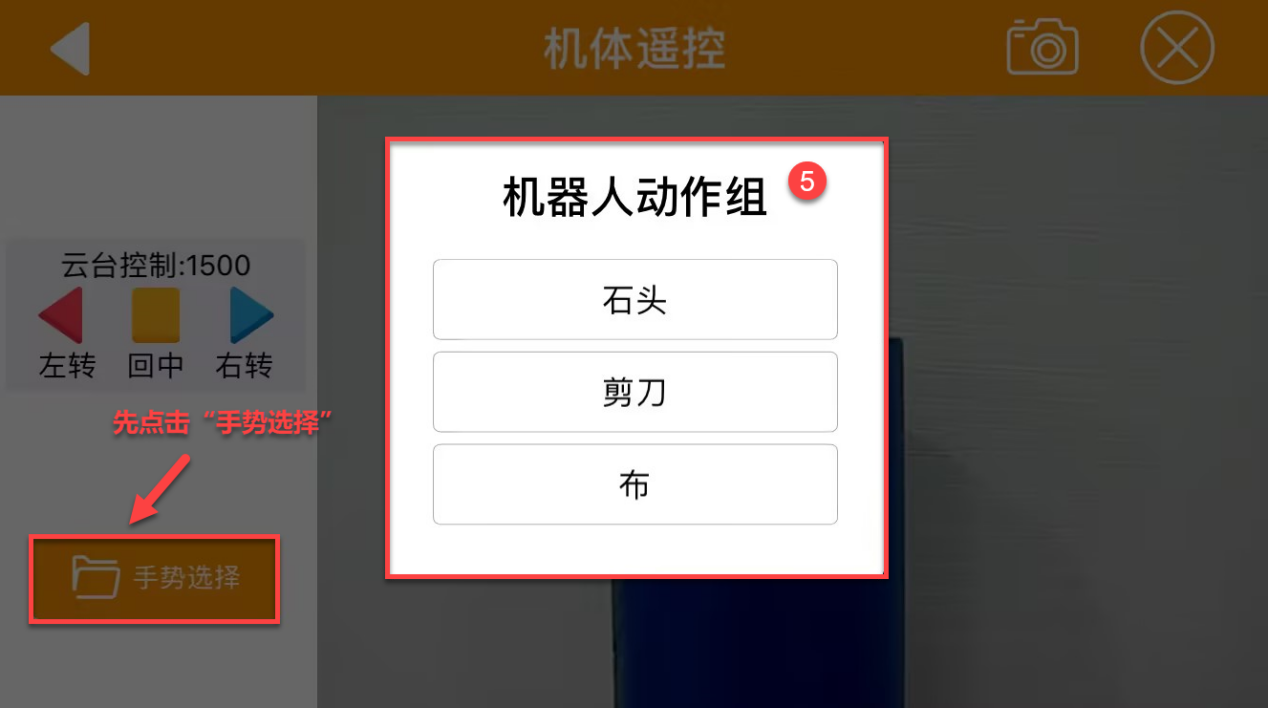 机体遥控
机器人动作组
5
云台控制:1500
石头
左转 回中 右转
剪刀
先点击“手势选择”
布
手势选择